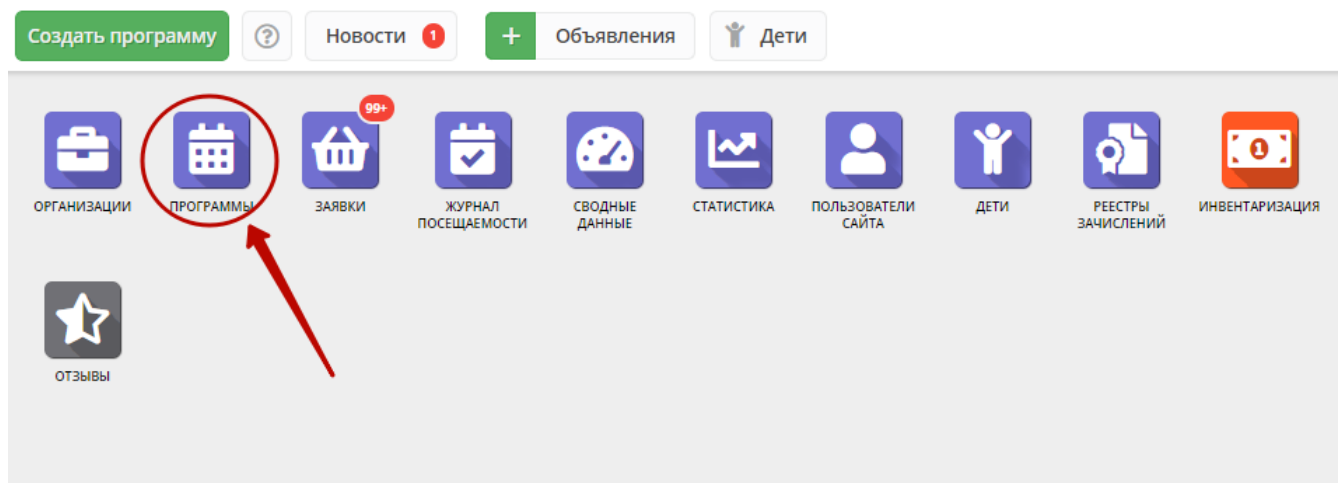 Создать программу
?
Новости 1
+ Объявления
Дети
99+
ОРГАНИЗАЦИИ
ПРОГРАММЫ
ЗАЯВКИ
ЖУРНАЛ
ПОСЕЩАЕМОСТИ
СВОДНЫЕ
ДАННЫЕ
СТАТИСТИКА
ПОЛЬЗОВАТЕЛИ
САЙТА
ДЕТИ
РЕЕСТРЫ
ЗАЧИСЛЕНИЙ
1
ИНВЕНТАРИЗАЦИЯ
ОТЗЫВЫ